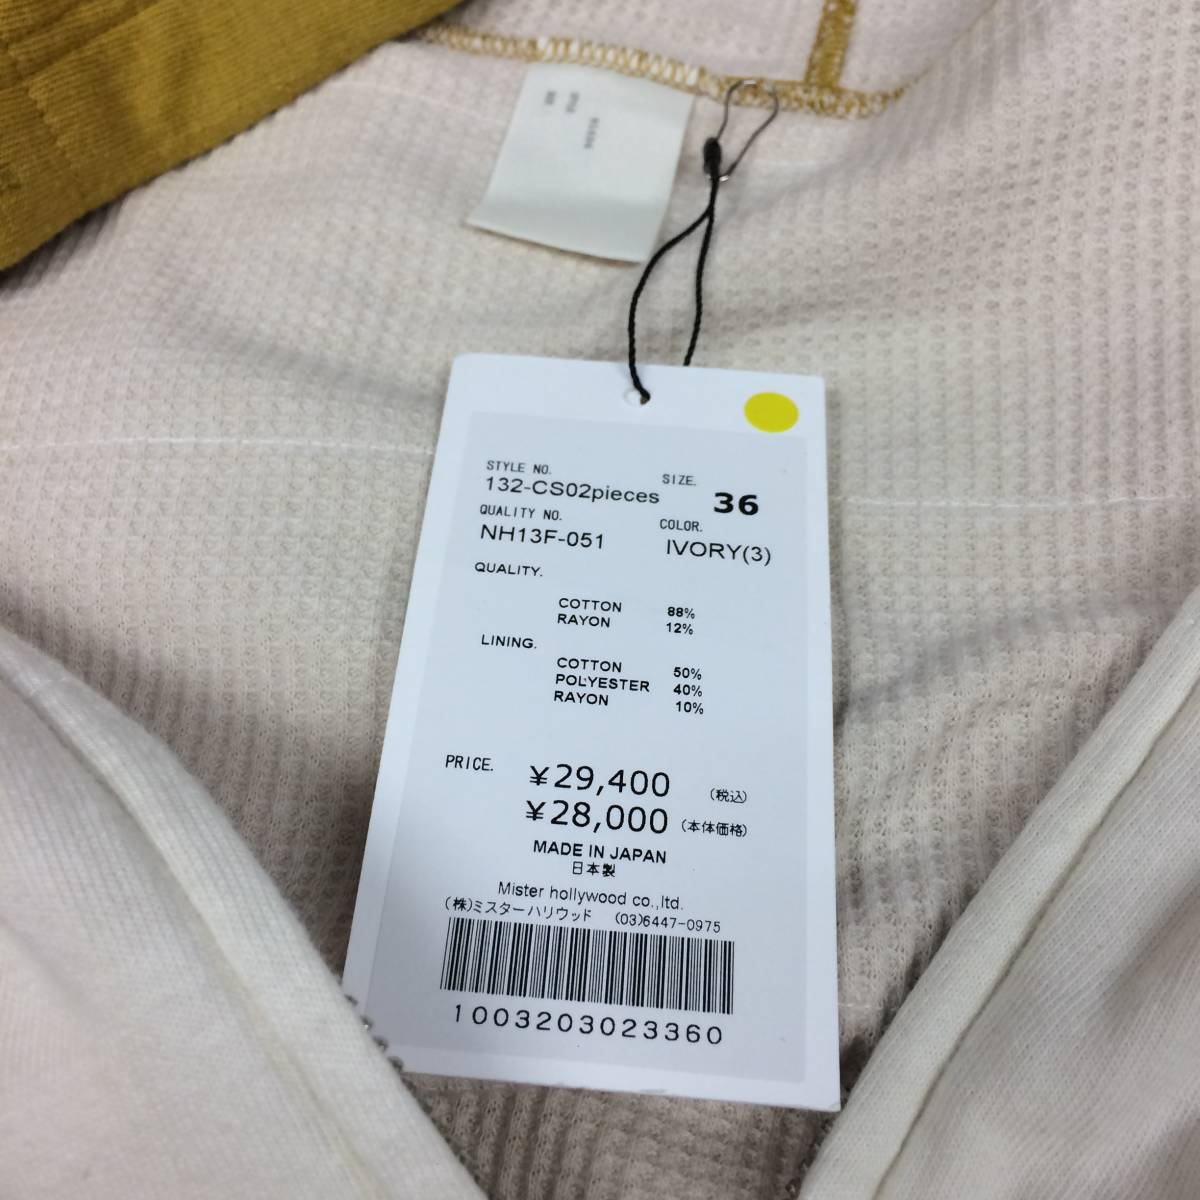 STYLE NO.
132-CS02pieces
SIZE.
36
QUALITY NO.
NH13F-051
COLOR.
IVORY(3)
QUALITY.
COTTON 88%
RAYON 12%
LINING.
COTTON 50%
POLYESTER 40%
RAYON 10%
PRICE. ¥29,400 (税込)
¥28,000 (本体価格)
MADE IN JAPAN
日本製
Mister hollywood co.,ltd.
(株)ミスターハリウッド (03)6447-0975
1003203023360